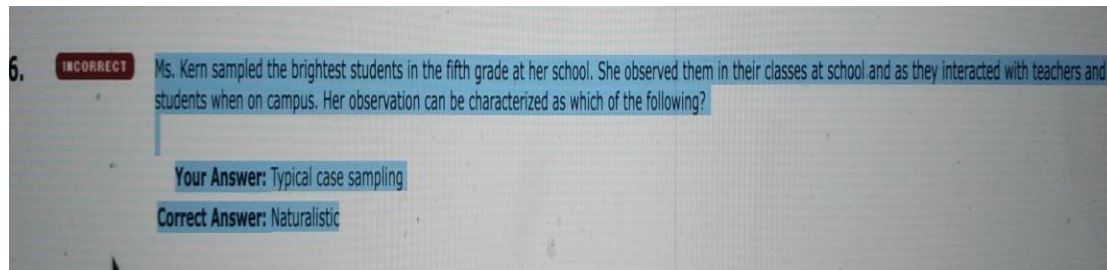 6. INCORRECT Ms. Kern sampled the brightest students in the fifth grade at her school. She observed them in their classes at school and as they interacted with teachers and
students when on campus. Her observation can be characterized as which of the following?
Your Answer: Typical case sampling
Correct Answer: Naturalistic